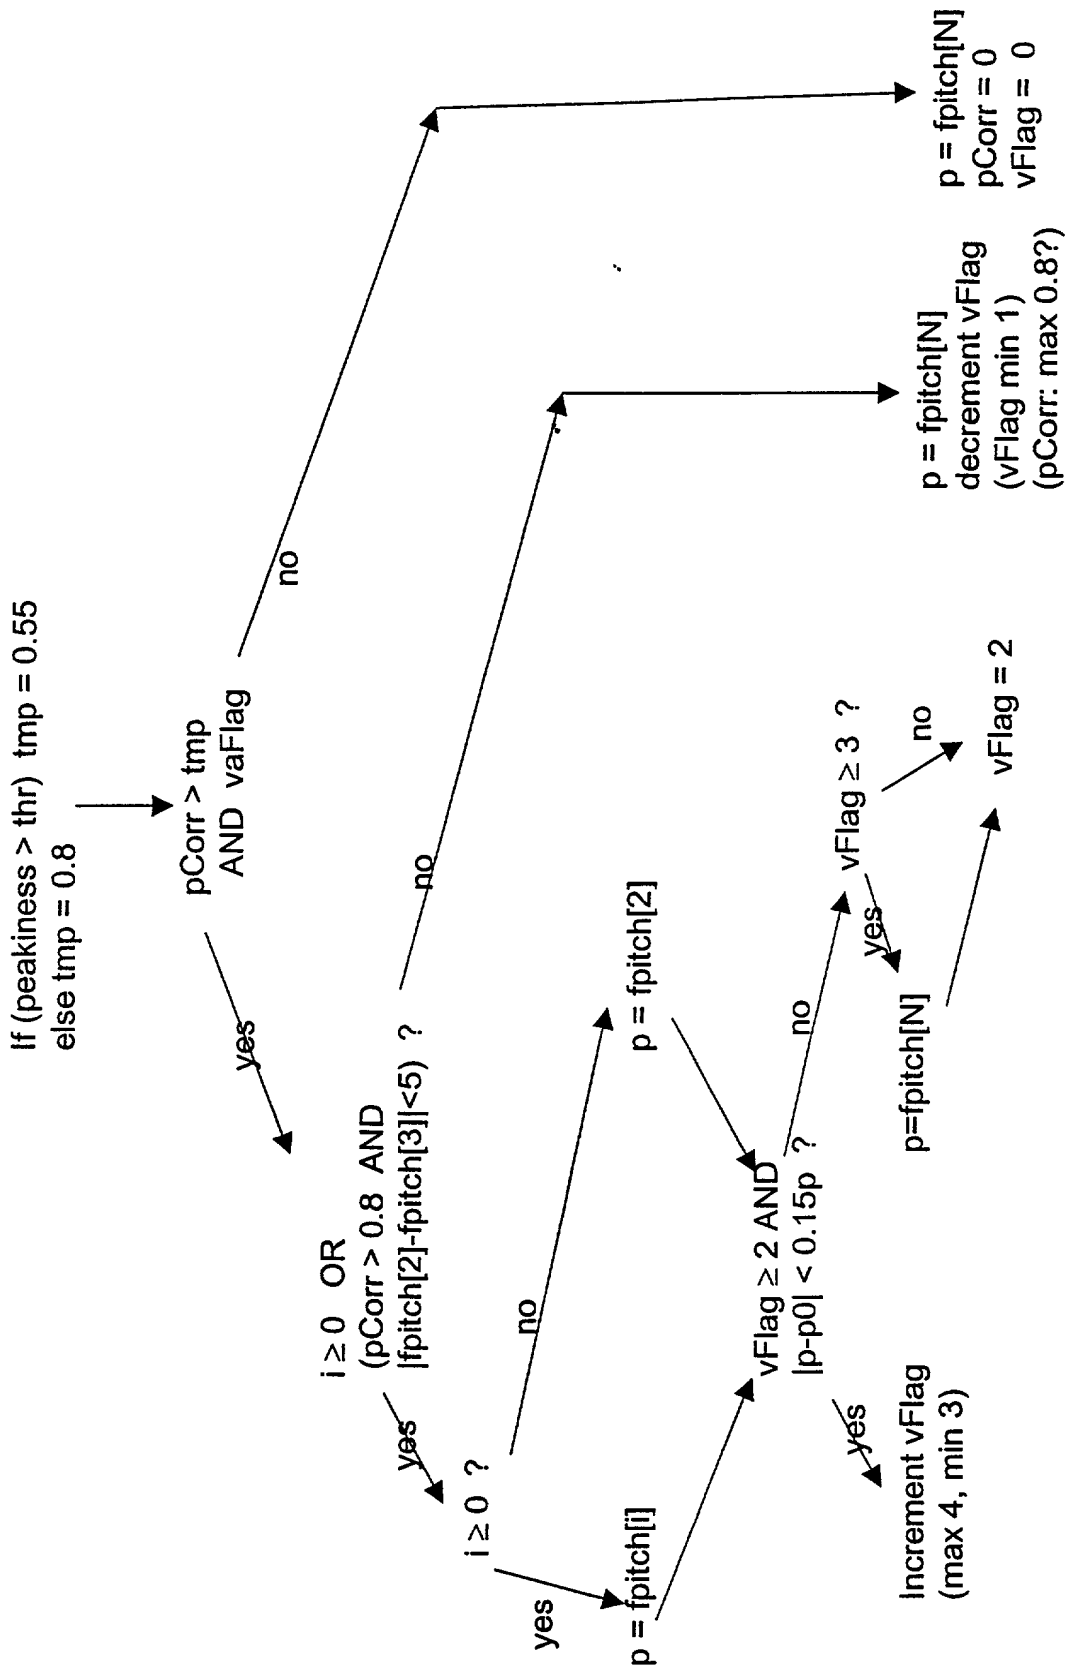 If (peakiness > thr) tmp = 0.55
else tmp = 0.8
pCorr > tmp
AND vaFlag
yes
no
i ≥ 0 OR
(pCorr > 0.8 AND
|fpitch[2]-fpitch[3]|<5) ?
yes
no
i ≥ 0 ?
yes
no
p = fpitch[i]
p = fpitch[2]
vFlag ≥ 2 AND
|p-p0| < 0.15p ?
yes
no
vFlag ≥ 3 ?
yes
no
Increment vFlag
(max 4, min 3)
p=fpitch[N]
vFlag = 2
p = fpitch[N]
decrement vFlag
(vFlag min 1)
(pCorr: max 0.8?)
p = fpitch[N]
pCorr = 0
vFlag = 0